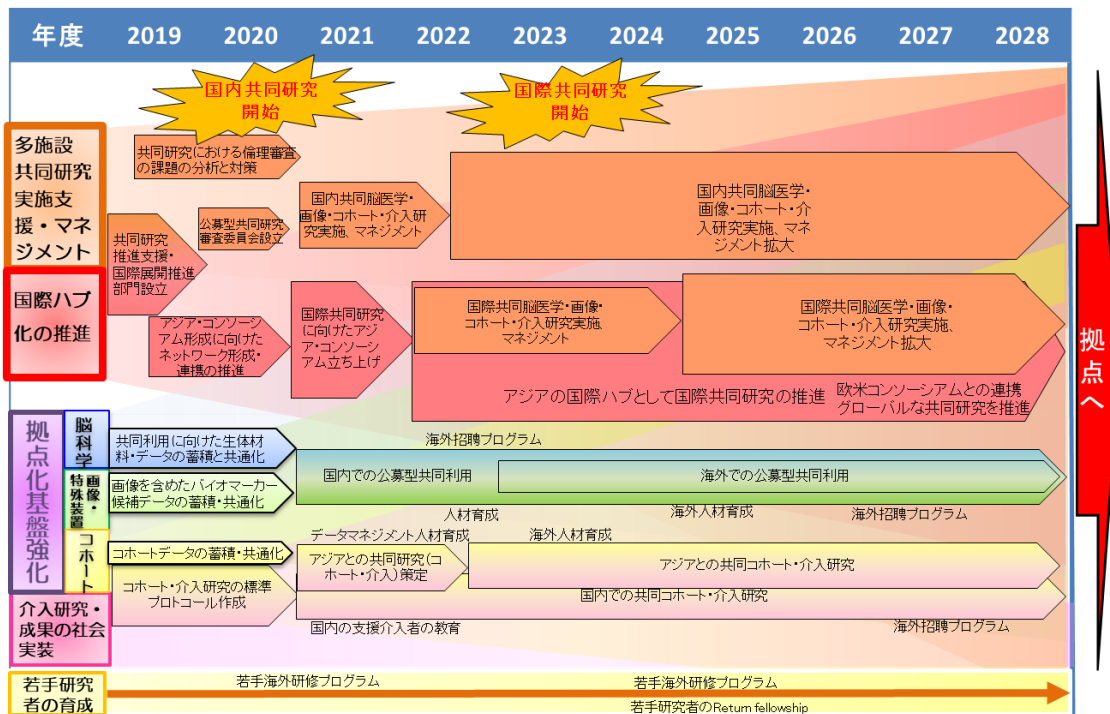 年度 2019 2020 2021 2022 2023 2024 2025 2026 2027 2028
国内共同研究
開始
国際共同研究
開始
多施設
共同研究
実施支
援・マネ
ジメント
共同研究における倫理審査
の課題の分析と対策
公募型共同研究
審査委員会設立
国内共同脳医学・
画像・コホート・介入研
究実施、マネジメント
国内共同脳医学・
画像・コホート・介
入研究実施、マネ
ジメント拡大
共同研究
推進支援・
国際展開推進
部門設立
国際ハブ
化の推進
アジア・コンソーシ
アム形成に向けた
ネットワーク形成・
連携の推進
国際共同研究
に向けたアジ
ア・コンソーシ
アム立ち上げ
国際共同脳医学・画像・
コホート・介入研究実施、
マネジメント
国際共同脳医学・画像・
コホート・介入研究実施、
マネジメント拡大
アジアの国際ハブとして国際共同研究の推進
欧米コンソーシアムとの連携
グローバルな共同研究を推進
拠点へ
拠点化基盤強化
脳科学
共同利用に向けた生体材
料・データの蓄積と共通化
海外招聘プログラム
国内での公募型共同利用
海外での公募型共同利用
画像・
特殊装置
画像を含めたバイオマーカー
候補データの蓄積・共通化
人材育成
海外人材育成
海外招聘プログラム
コホート
データマネジメント人材育成
海外人材育成
コホートデータの蓄積・共通化
アジアとの共同研究(コ
ホート・介入)策定
アジアとの共同コホート・介入研究
コホート・介入研究の標準
プロトコール作成
国内での共同コホート・介入研究
介入研究・
成果の社会
実装
国内の支援介入者の教育
海外招聘プログラム
若手研究
者の育成
若手海外研修プログラム
若手海外研修プログラム
若手研究者のReturn fellowship